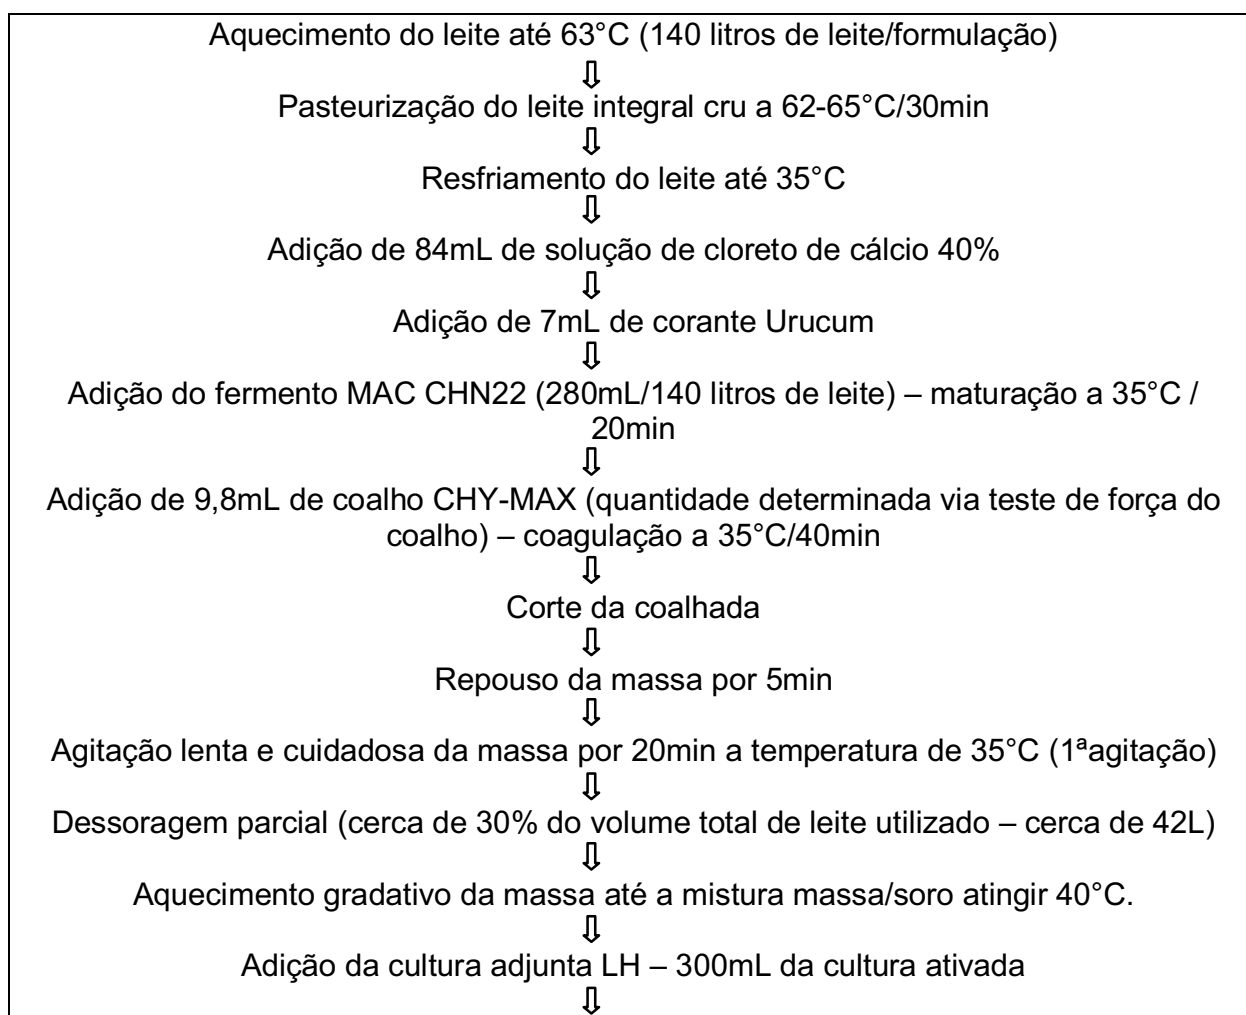 Aquecimento do leite até 63°C (140 litros de leite/formulação)
⇩
Pasteurização do leite integral cru a 62-65°C/30min
⇩
Resfriamento do leite até 35°C
⇩
Adição de 84mL de solução de cloreto de cálcio 40%
⇩
Adição de 7mL de corante Urucum
⇩
Adição do fermento MAC CHN22 (280mL/140 litros de leite) – maturação a 35°C /
20min
⇩
Adição de 9,8mL de coalho CHY-MAX (quantidade determinada via teste de força do
coalho) – coagulação a 35°C/40min
⇩
Corte da coalhada
⇩
Repouso da massa por 5min
⇩
Agitação lenta e cuidadosa da massa por 20min a temperatura de 35°C (1ªagitação)
⇩
Dessoragem parcial (cerca de 30% do volume total de leite utilizado – cerca de 42L)
⇩
Aquecimento gradativo da massa até a mistura massa/soro atingir 40°C.
⇩
Adição da cultura adjunta LH – 300mL da cultura ativada
⇩